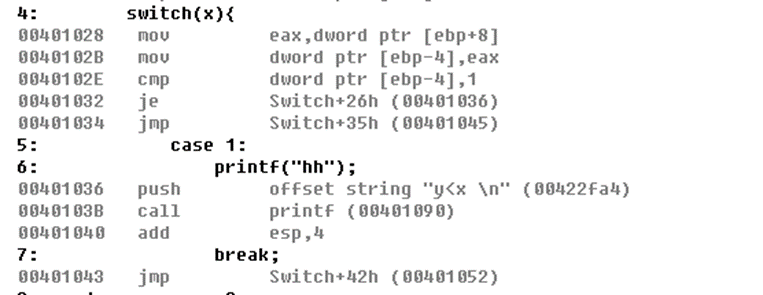 4: switch(x){
00401028 mov eax,dword ptr [ebp+8]
0040102B mov dword ptr [ebp-4],eax
0040102E cmp dword ptr [ebp-4],1
00401032 je Switch+26h (00401036)
00401034 jmp Switch+35h (00401045)
5: case 1:
6: printf("hh");
00401036 push offset string "y<x \n" (00422fa4)
0040103B call printf (00401090)
00401040 add esp,4
7: break;
00401043 jmp Switch+42h (00401052)